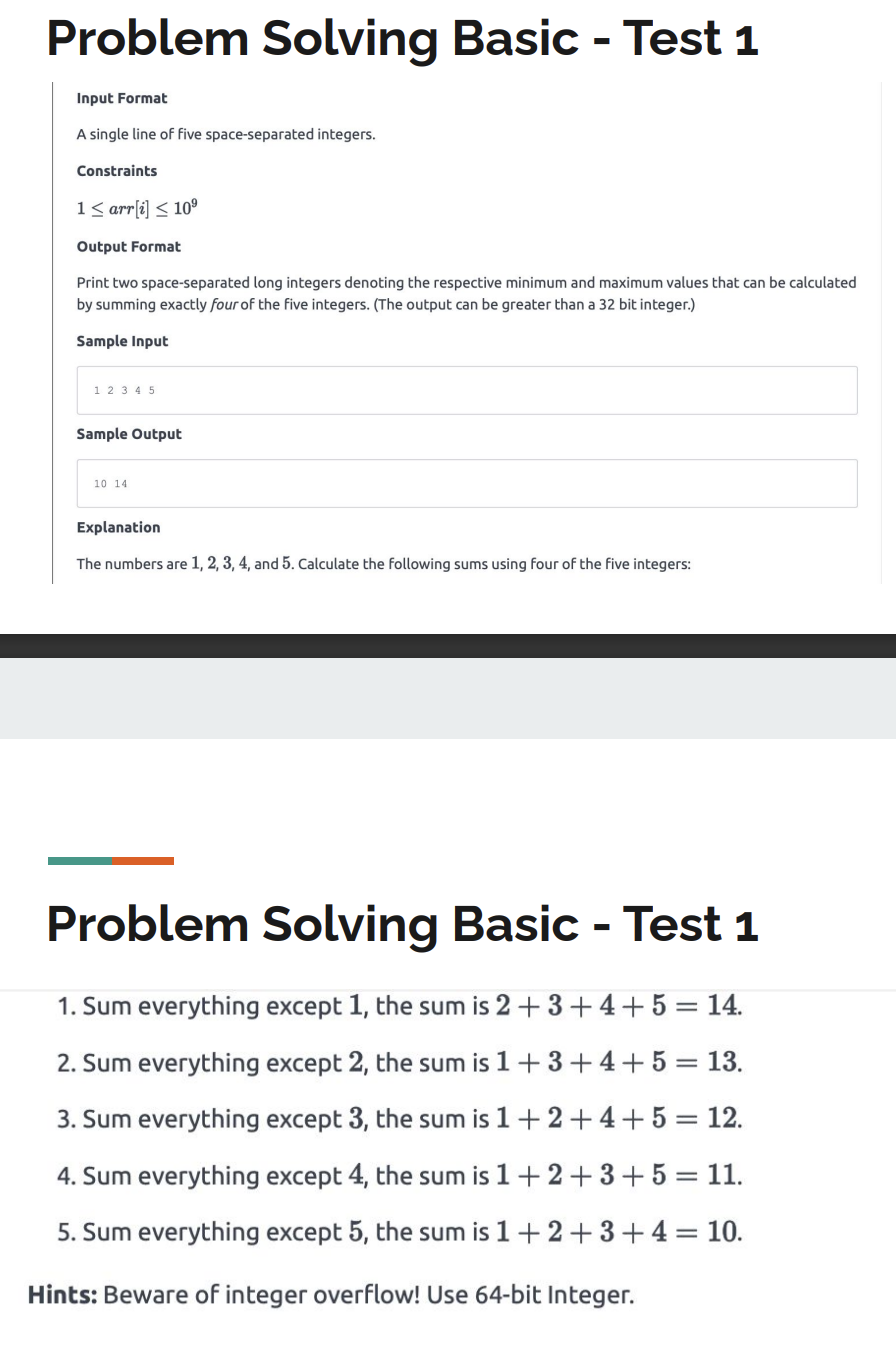 Problem Solving Basic - Test 1
Input Format
A single line of five space-separated integers.
Constraints
1 ≤ arr[i] ≤ 10⁹
Output Format
Print two space-separated long integers denoting the respective minimum and maximum values that can be calculated
by summing exactly four of the five integers. (The output can be greater than a 32 bit integer.)
Sample Input
1 2 3 4 5
Sample Output
10 14
Explanation
The numbers are 1, 2, 3, 4, and 5. Calculate the following sums using four of the five integers:
Problem Solving Basic - Test 1
1. Sum everything except 1, the sum is 2 + 3 + 4 + 5 = 14.
2. Sum everything except 2, the sum is 1 + 3 + 4 + 5 = 13.
3. Sum everything except 3, the sum is 1 + 2 + 4 + 5 = 12.
4. Sum everything except 4, the sum is 1 + 2 + 3 + 5 = 11.
5. Sum everything except 5, the sum is 1 + 2 + 3 + 4 = 10.
Hints: Beware of integer overflow! Use 64-bit Integer.